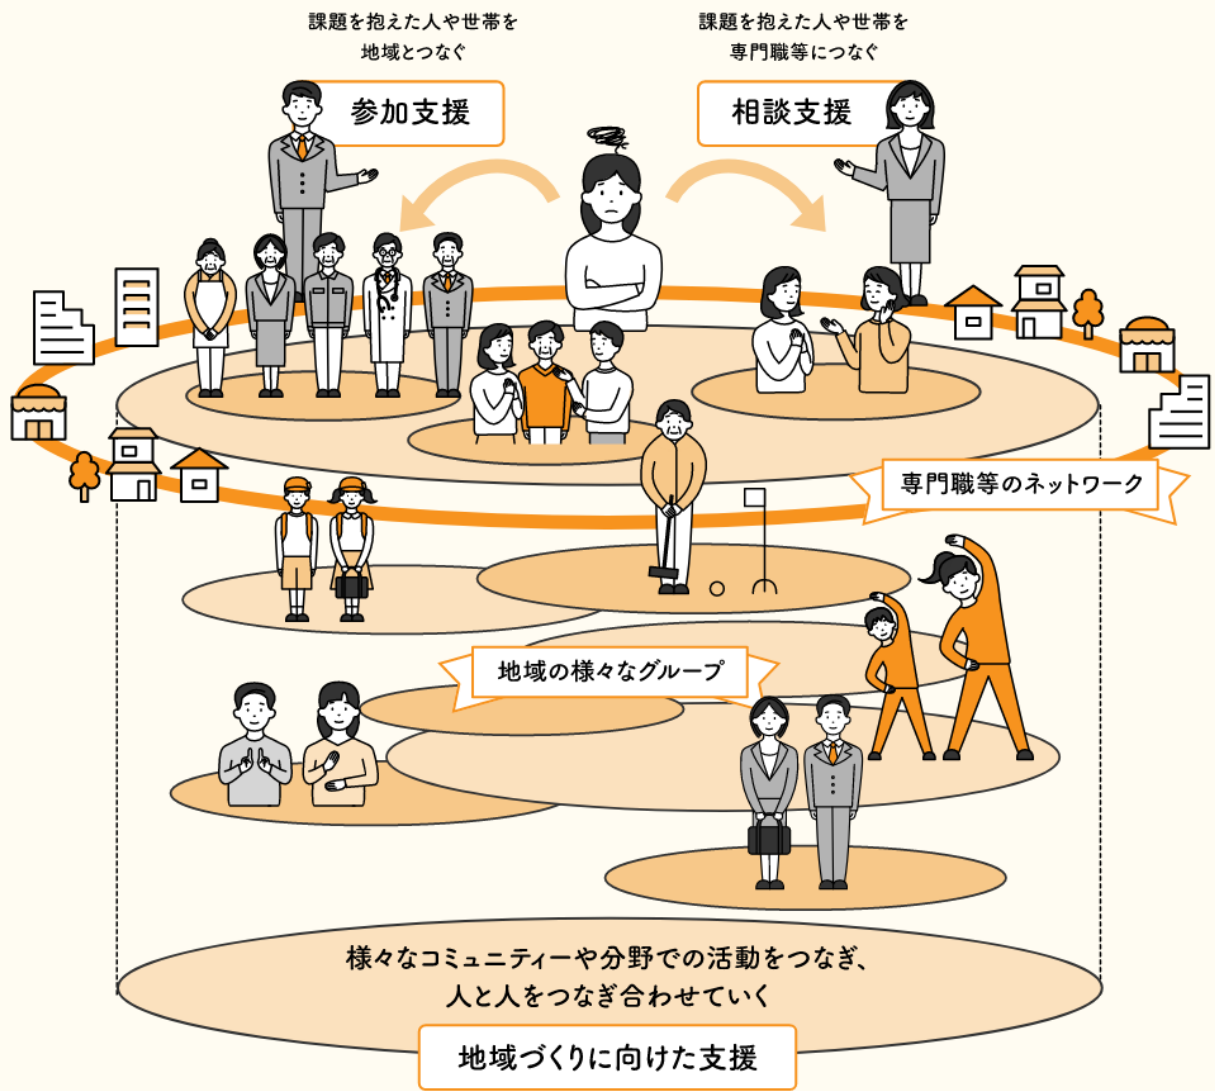 課題を抱えた人や世帯を
地域とつなぐ
参加支援
課題を抱えた人や世帯を
専門職等につなぐ
相談支援
専門職等のネットワーク
地域の様々なグループ
様々なコミュニティーや分野での活動をつなぎ、
人と人をつなぎ合わせていく
地域づくりに向けた支援